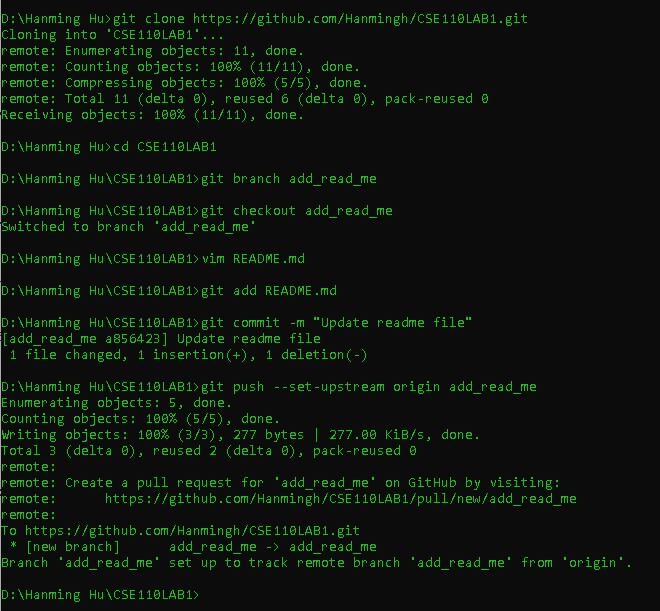 D:\Hanming Hu>git clone https://github.com/Hanmingh/CSE110LAB1.git
Cloning into 'CSE110LAB1'...
remote: Enumerating objects: 11, done.
remote: Counting objects: 100% (11/11), done.
remote: Compressing objects: 100% (5/5), done.
remote: Total 11 (delta 0), reused 6 (delta 0), pack-reused 0
Receiving objects: 100% (11/11), done.
D:\Hanming Hu>cd CSE110LAB1
D:\Hanming Hu\CSE110LAB1>git branch add_read_me
D:\Hanming Hu\CSE110LAB1>git checkout add_read_me
Switched to branch 'add_read_me'
D:\Hanming Hu\CSE110LAB1>vim README.md
D:\Hanming Hu\CSE110LAB1>git add README.md
D:\Hanming Hu\CSE110LAB1>git commit -m "Update readme file"
[add_read_me a856423] Update readme file
 1 file changed, 1 insertion(+), 1 deletion(-)
D:\Hanming Hu\CSE110LAB1>git push --set-upstream origin add_read_me
Enumerating objects: 5, done.
Counting objects: 100% (5/5), done.
Writing objects: 100% (3/3), 277 bytes | 277.00 KiB/s, done.
Total 3 (delta 0), reused 2 (delta 0), pack-reused 0
remote:
remote: Create a pull request for 'add_read_me' on GitHub by visiting:
remote:      https://github.com/Hanmingh/CSE110LAB1/pull/new/add_read_me
remote:
To https://github.com/Hanmingh/CSE110LAB1.git
 * [new branch]      add_read_me -> add_read_me
Branch 'add_read_me' set up to track remote branch 'add_read_me' from 'origin'.
D:\Hanming Hu\CSE110LAB1>